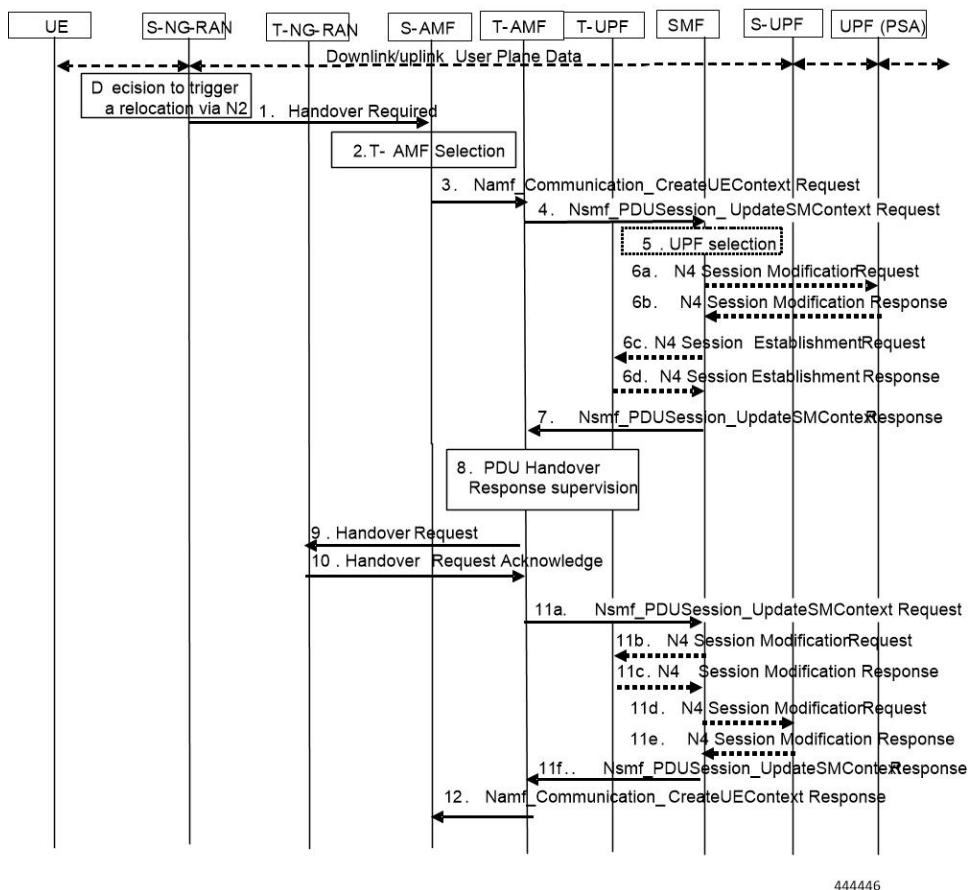 UE
S-NG-RAN
T-NG-RAN
S-AMF
T-AMF
T-UPF
SMF
S-UPF
UPF (PSA)
Downlink/uplink User Plane Data
D ecision to trigger
a relocation via N2
1. Handover Required
2.T- AMF Selection
3. Namf_Communication_CreateUEContext Request
4. Nsmf_PDUSession_ UpdateSMContext Request
5 . UPF selection
6a. N4 Session ModificationRequest
6b. N4 Session Modification Response
6c. N4 Session EstablishmentRequest
6d. N4 Session Establishment Response
7. Nsmf_PDUSession_UpdateSMContextResponse
8. PDU Handover
Response supervision
9 . Handover Request
10 . Handover Request Acknowledge
11a. Nsmf_PDUSession_UpdateSMContext Request
11b. N4 Session ModificationRequest
11c. N4 Session Modification Response
11d. N4 Session ModificationRequest
11e. N4 Session Modification Response
11f.. Nsmf_PDUSession_UpdateSMContextResponse
12. Namf_Communication_ CreateUEContext Response
444446